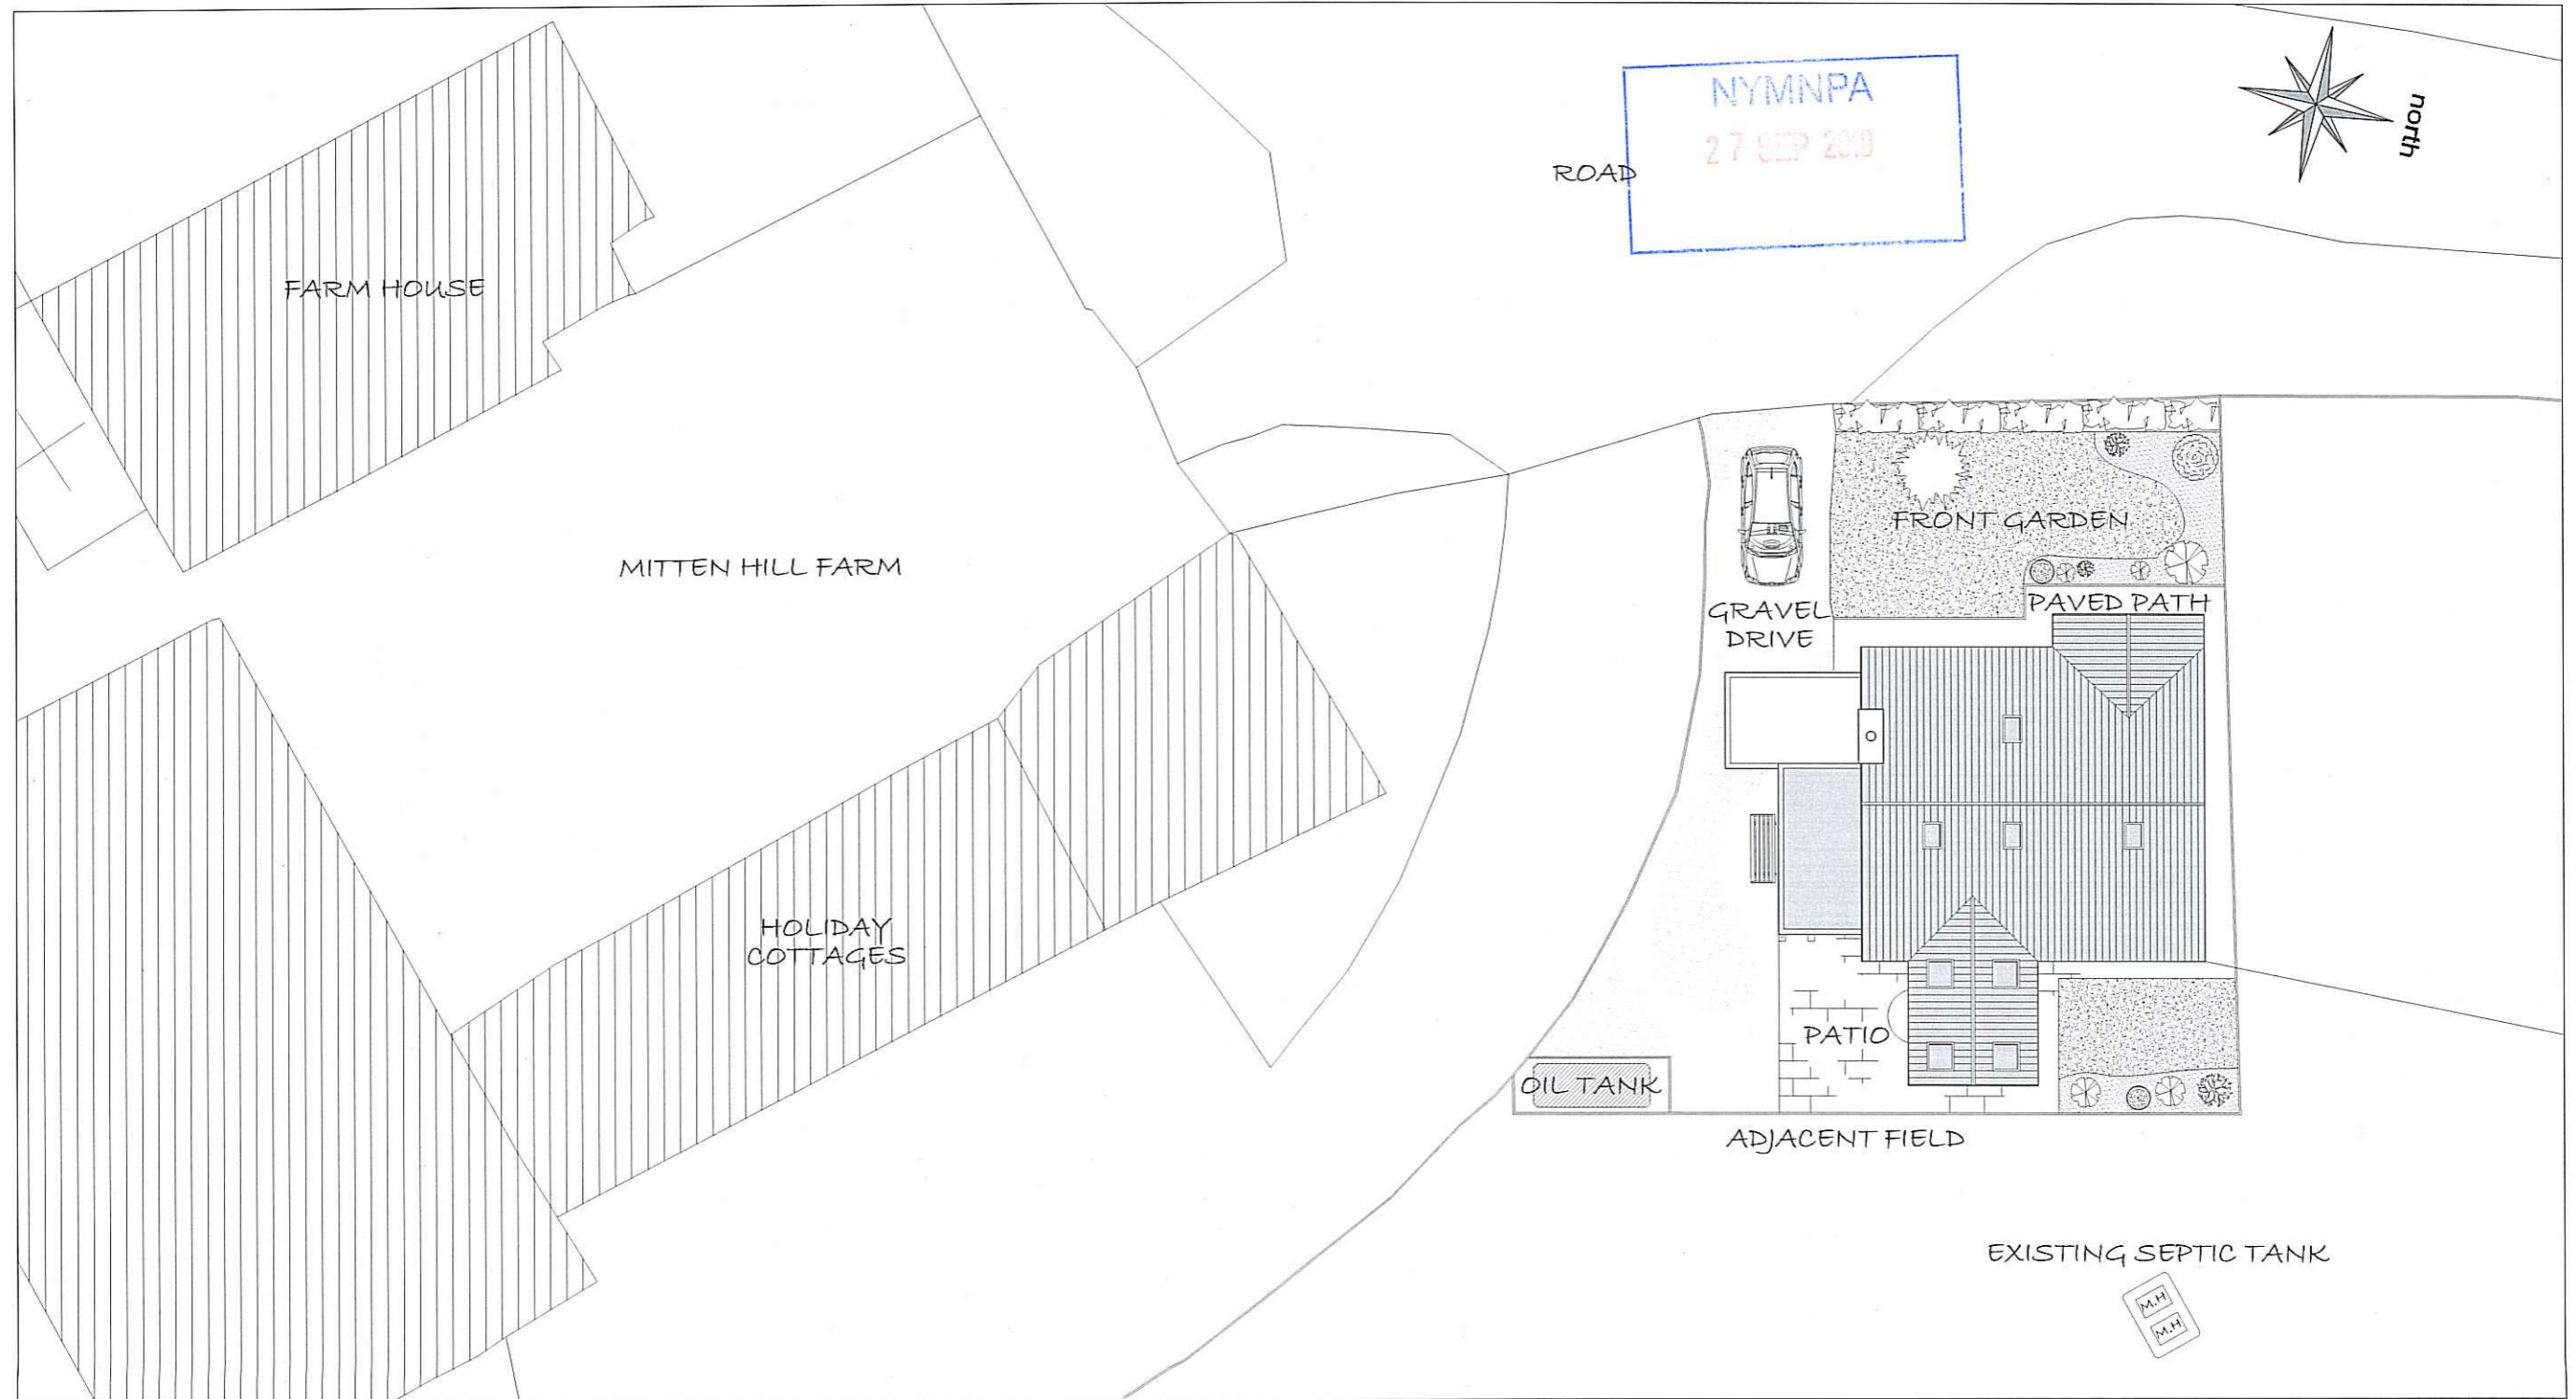 NYMNPA
27 SEP
ROAD
north
FARM HOUSE
MITTEN HILL FARM
FRONT GARDEN
GRAVEL
DRIVE
PAVED PATH
HOLIDAY
COTTAGES
PATIO
OIL TANK
ADJACENT FIELD
EXISTING SEPTIC TANK
M.H
M.H